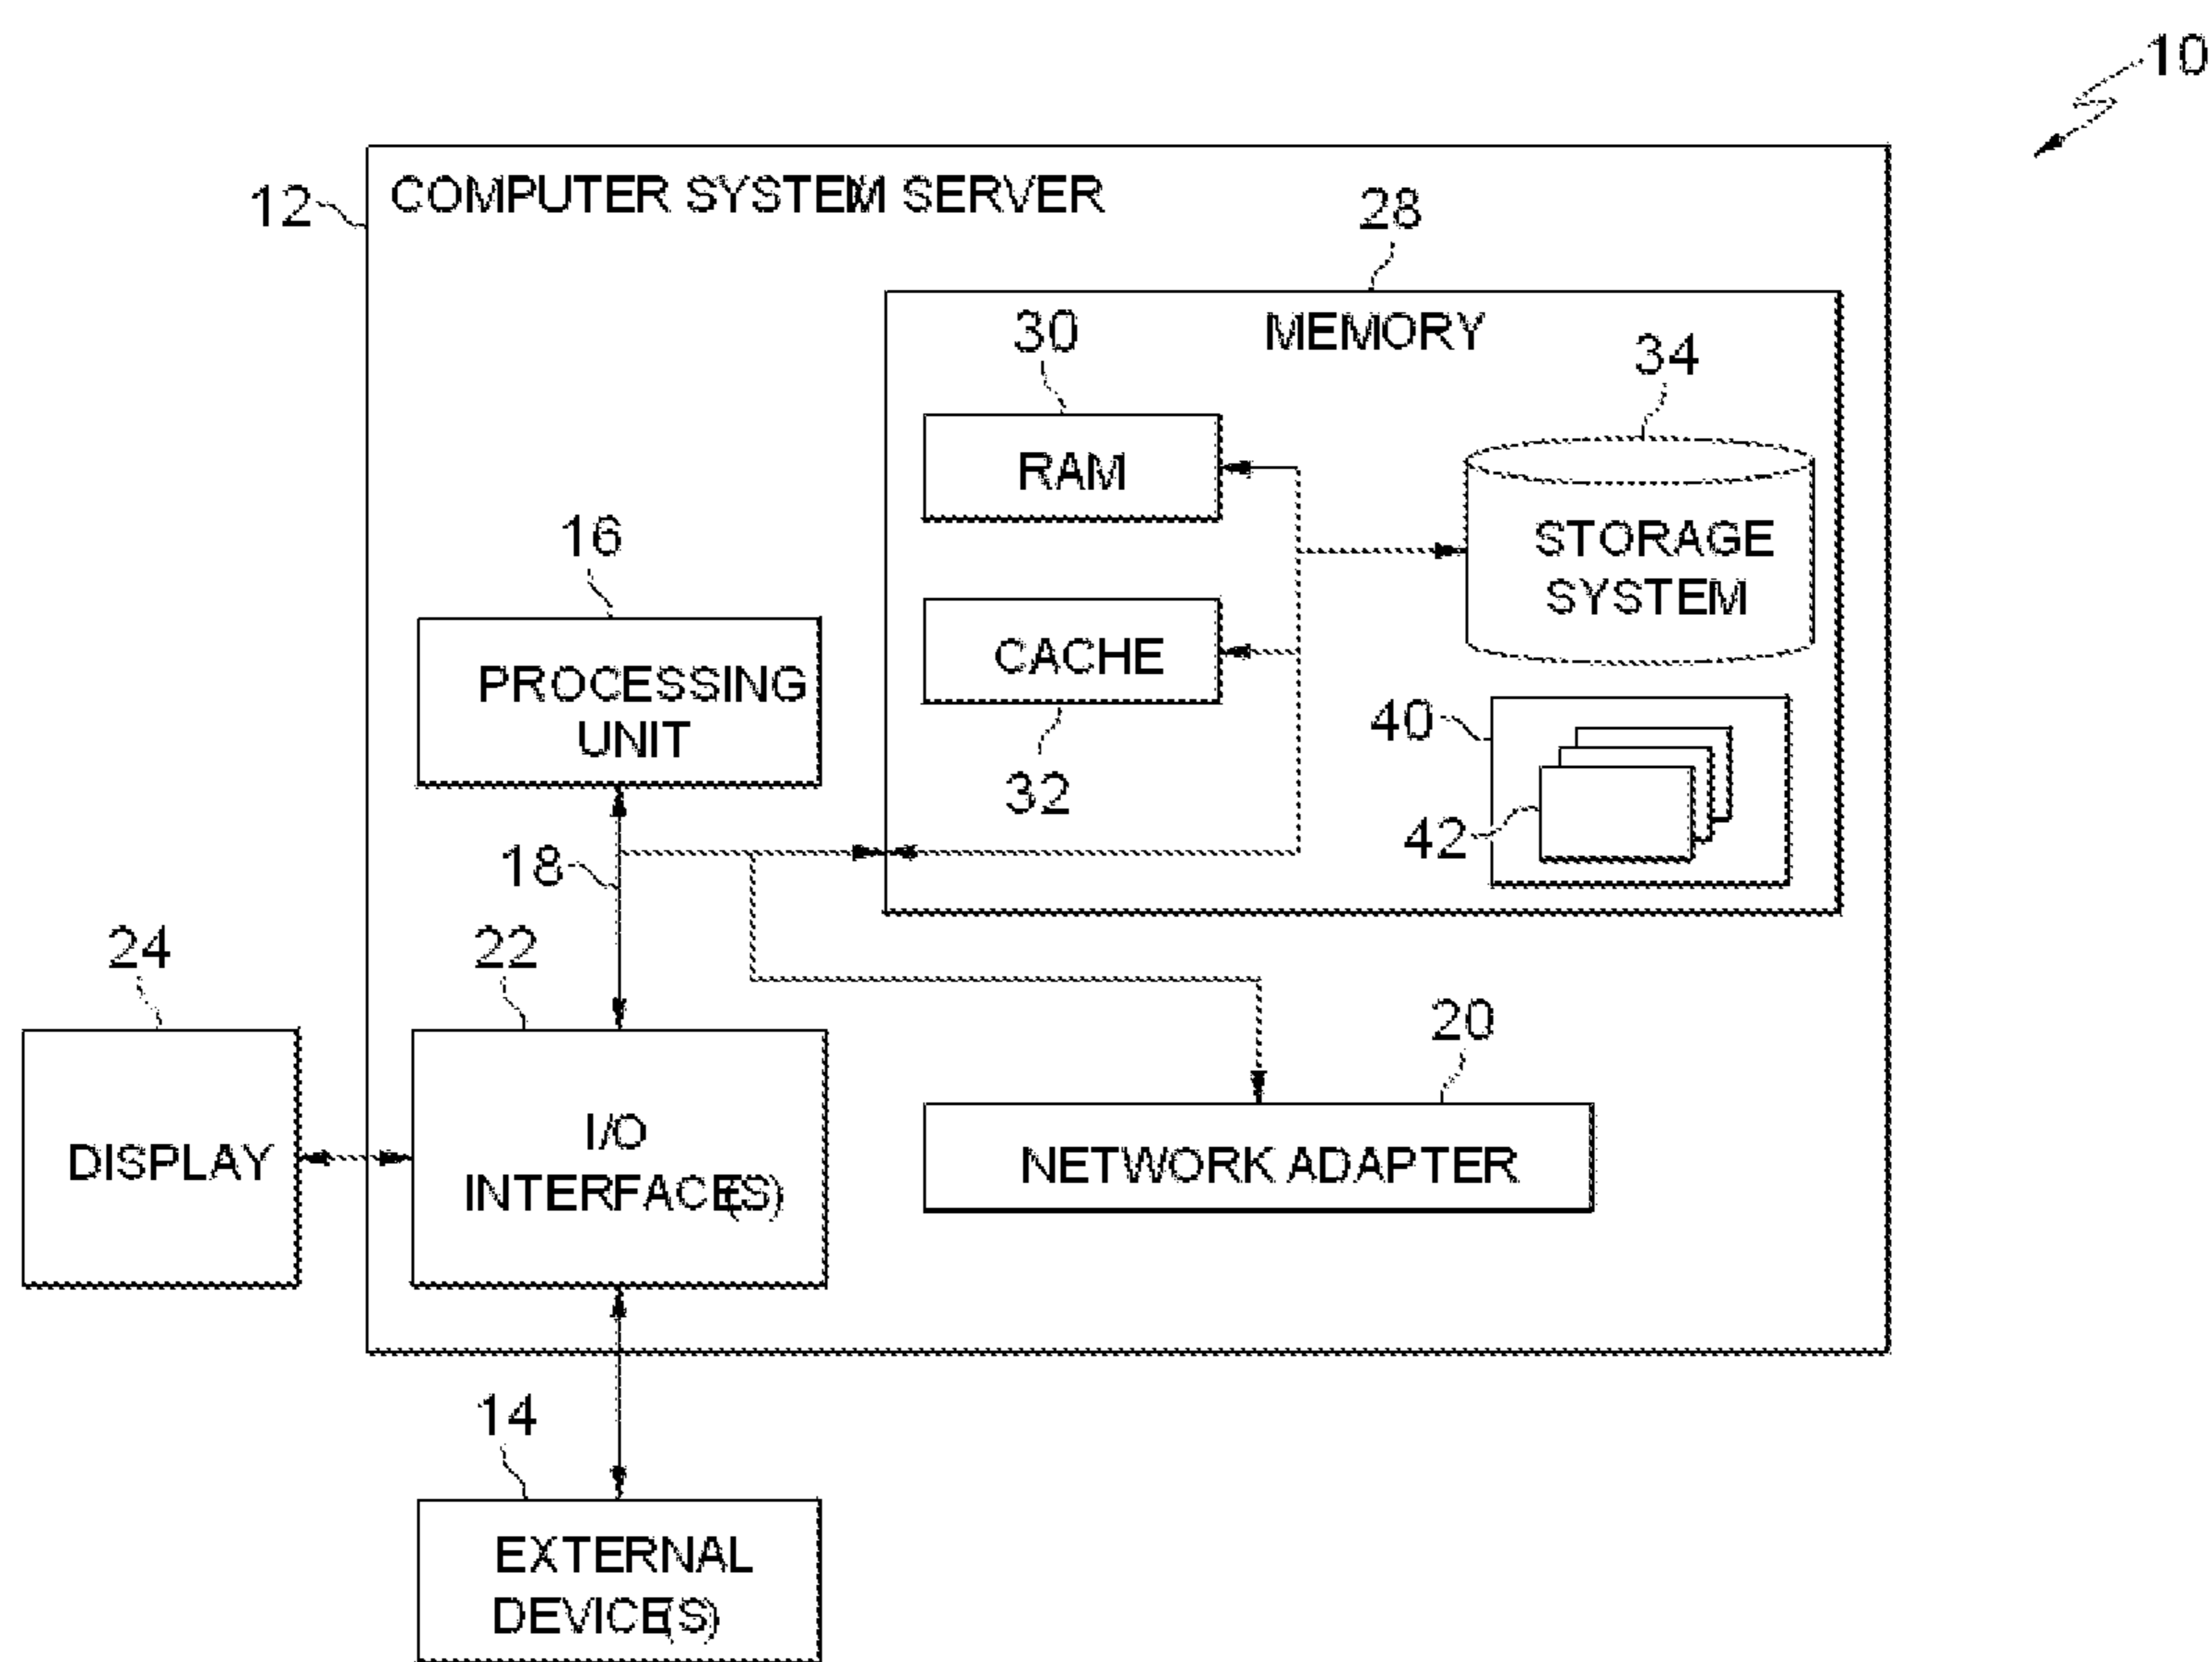 10
12
COMPUTER SYSTEM SERVER
28
MEMORY
30
34
RAM
STORAGE
SYSTEM
16
PROCESSING
UNIT
CACHE
32
40
42
18
24
22
20
DISPLAY
I/O
INTERFACE(S)
NETWORK ADAPTER
14
EXTERNAL
DEVICE(S)